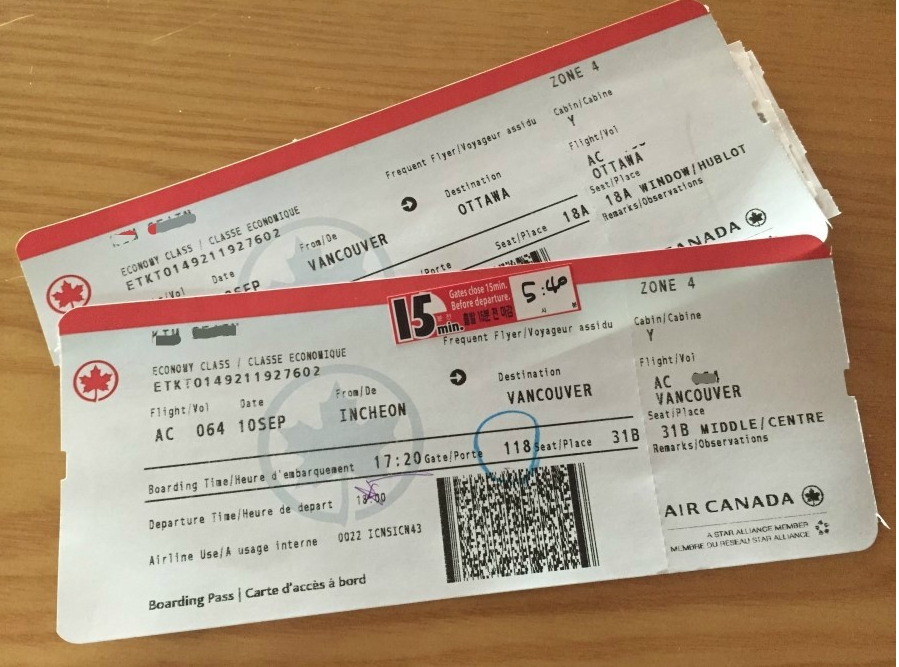 ZONE 4
Cabin/Cabine
Y
Frequent Flyer/Voyageur assidu
Flight/Vol
AC
OTTAWA
Destination
OTTAWA
Seat/Place
18A WINDOW/HUBLOT
Remarks/Observations
ECONOMY CLASS / CLASSE ECONOMIQUE
ETKT0149211927602
From/De
VANCOUVER
Seat/Place 18A
/Vol Date
SEP
/Porte
CANADA
15 min.
Gates close 15min.
Before departure.
5:40
ZONE 4
Frequent Flyer/Voyageur assidu
Cabin/Cabine
Y
ECONOMY CLASS / CLASSE ECONOMIQUE
ETKT0149211927602
Flight/Vol Date From/De Destination
AC 064 10SEP INCHEON VANCOUVER
Flight/Vol
AC
VANCOUVER
Seat/Place
31B MIDDLE/CENTRE
Remarks/Observations
Boarding Time/Heure d'embarquement 17:20 Gate/Porte 118 Seat/Place 31B
Departure Time/Heure de depart
Airline Use/A usage interne 0022 ICNSICN43
Boarding Pass | Carte d'accès à bord
AIR CANADA
A STAR ALLIANCE MEMBER
MEMBRE DU RÉSEAU STAR ALLIANCE